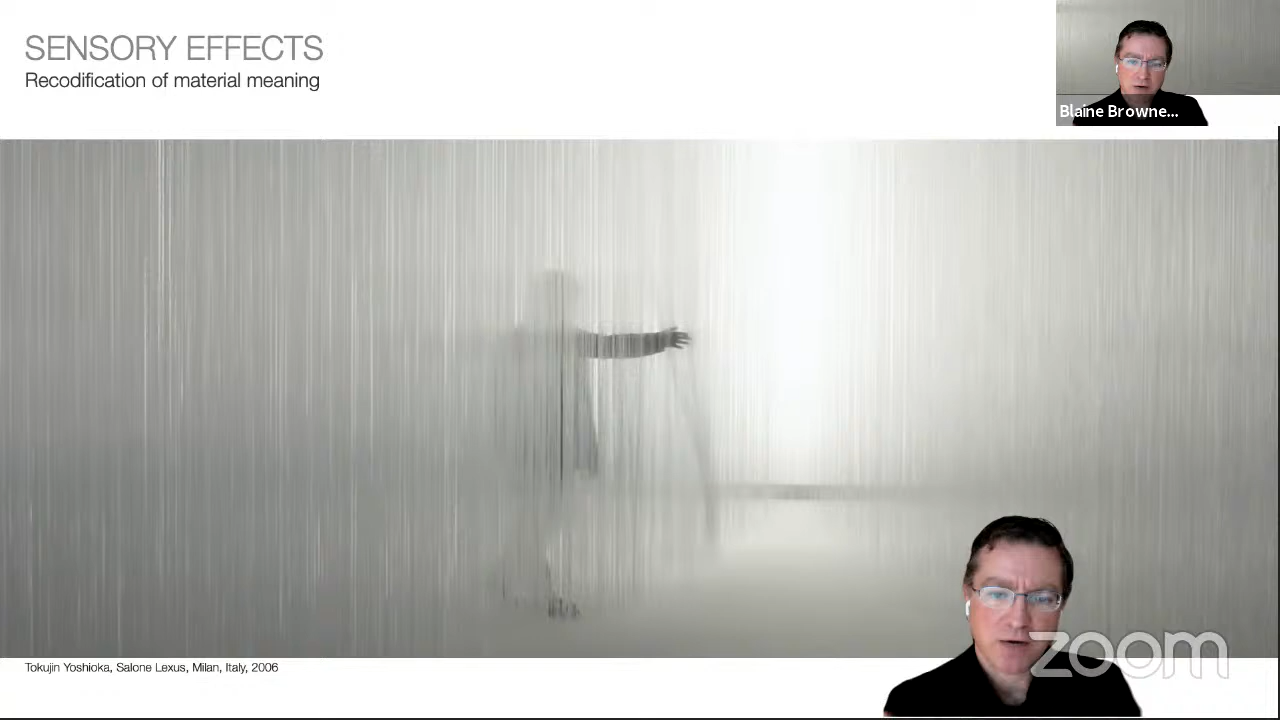 SENSORY EFFECTS
Recodification of material meaning
Blaine Browne...
Tokujin Yoshioka, Salone Lexus, Milan, Italy, 2006
zoom